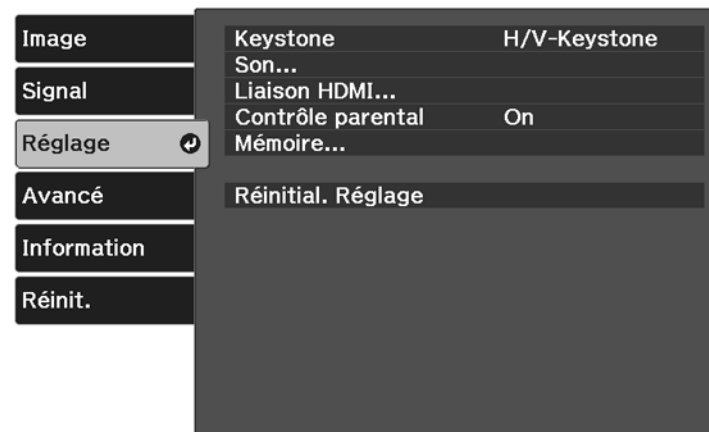 Image
Signal
Réglage
Avancé
Information
Réinit.
Keystone H/V-Keystone
Son...
Liaison HDMI...
Contrôle parental On
Mémoire...
Réinitial. Réglage